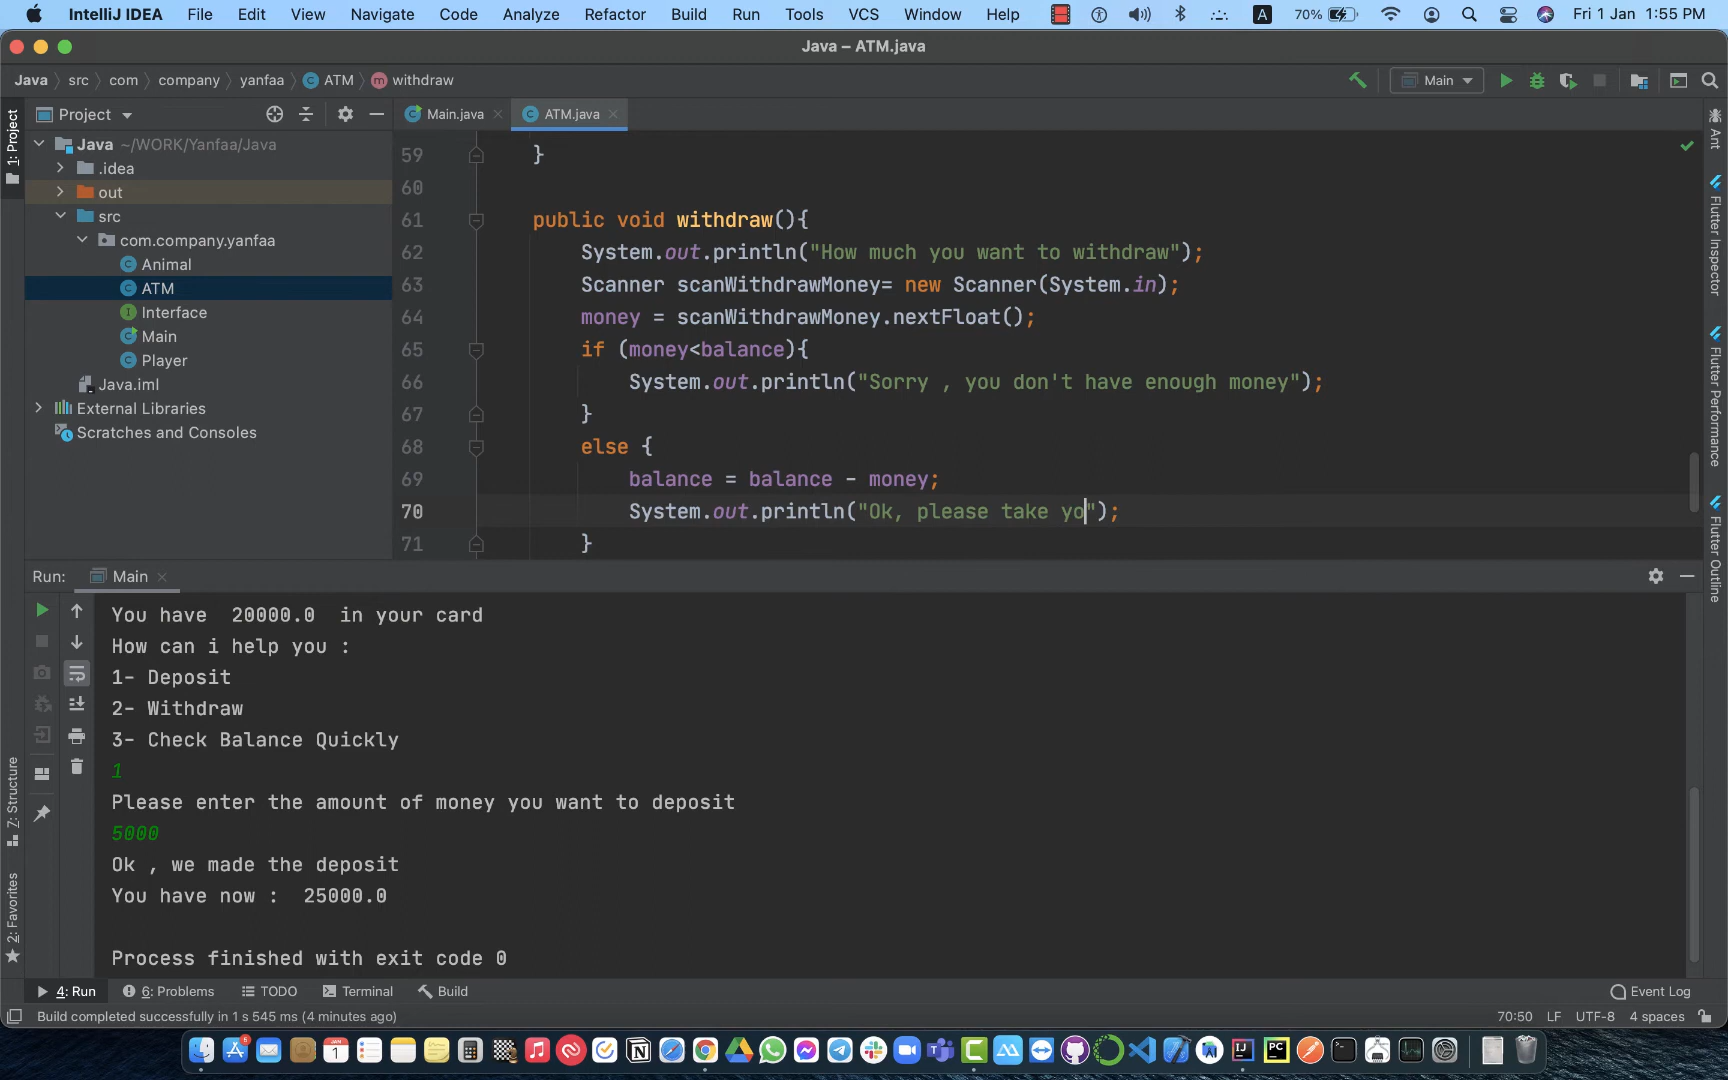 IntelliJ IDEA File Edit View Navigate Code Analyze Refactor Build Run Tools VCS Window Help A 70% Fri 1 Jan 1:55 PM
Java – ATM.java
Java src com company yanfaa C ATM m withdraw Main
Project Main.java ATM.java
1: Project
Java ~/WORK/Yanfaa/Java
.idea
out
src
com.company.yanfaa
Animal
ATM
Interface
Main
Player
Java.iml
External Libraries
Scratches and Consoles
59 }
60
61 public void withdraw(){
62 System.out.println("How much you want to withdraw");
63 Scanner scanWithdrawMoney= new Scanner(System.in);
64 money = scanWithdrawMoney.nextFloat();
65 if (money<balance){
66 System.out.println("Sorry , you don't have enough money");
67 }
68 else {
69 balance = balance - money;
70 System.out.println("Ok, please take yo");
71 }
Ant
Flutter Inspector
Flutter Performance
Flutter Outline
Run: Main
You have  20000.0  in your card
How can i help you :
1- Deposit
2- Withdraw
3- Check Balance Quickly
1
Please enter the amount of money you want to deposit
5000
Ok , we made the deposit
You have now :  25000.0
Process finished with exit code 0
Z: Structure
2: Favorites
4: Run 6: Problems TODO Terminal Build Event Log
Build completed successfully in 1 s 545 ms (4 minutes ago) 70:50 LF UTF-8 4 spaces